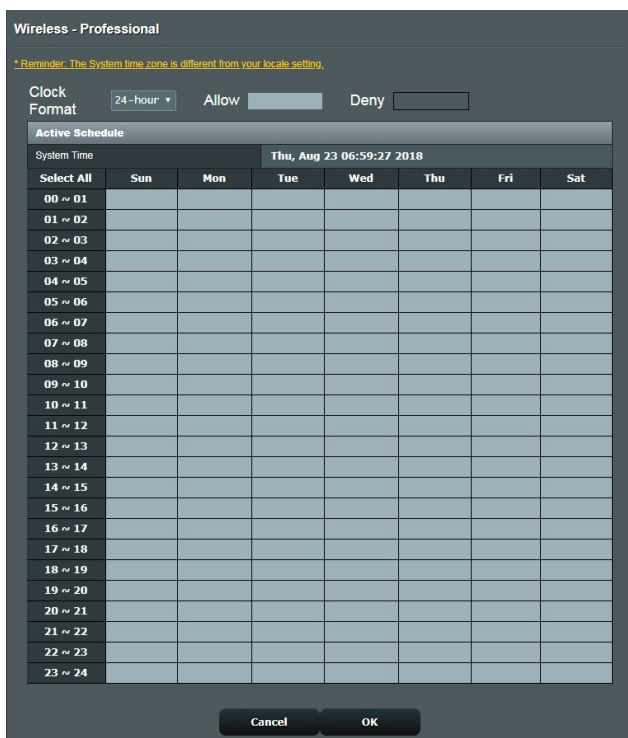 Wireless - Professional
* Reminder: The System time zone is different from your locale setting.
Clock Format 24-hour Allow Deny
Active Schedule
System Time Thu, Aug 23 06:59:27 2018
Select All Sun Mon Tue Wed Thu Fri Sat
00 ~ 01
01 ~ 02
02 ~ 03
03 ~ 04
04 ~ 05
05 ~ 06
06 ~ 07
07 ~ 08
08 ~ 09
09 ~ 10
10 ~ 11
11 ~ 12
12 ~ 13
13 ~ 14
14 ~ 15
15 ~ 16
16 ~ 17
17 ~ 18
18 ~ 19
19 ~ 20
20 ~ 21
21 ~ 22
22 ~ 23
23 ~ 24
Cancel OK